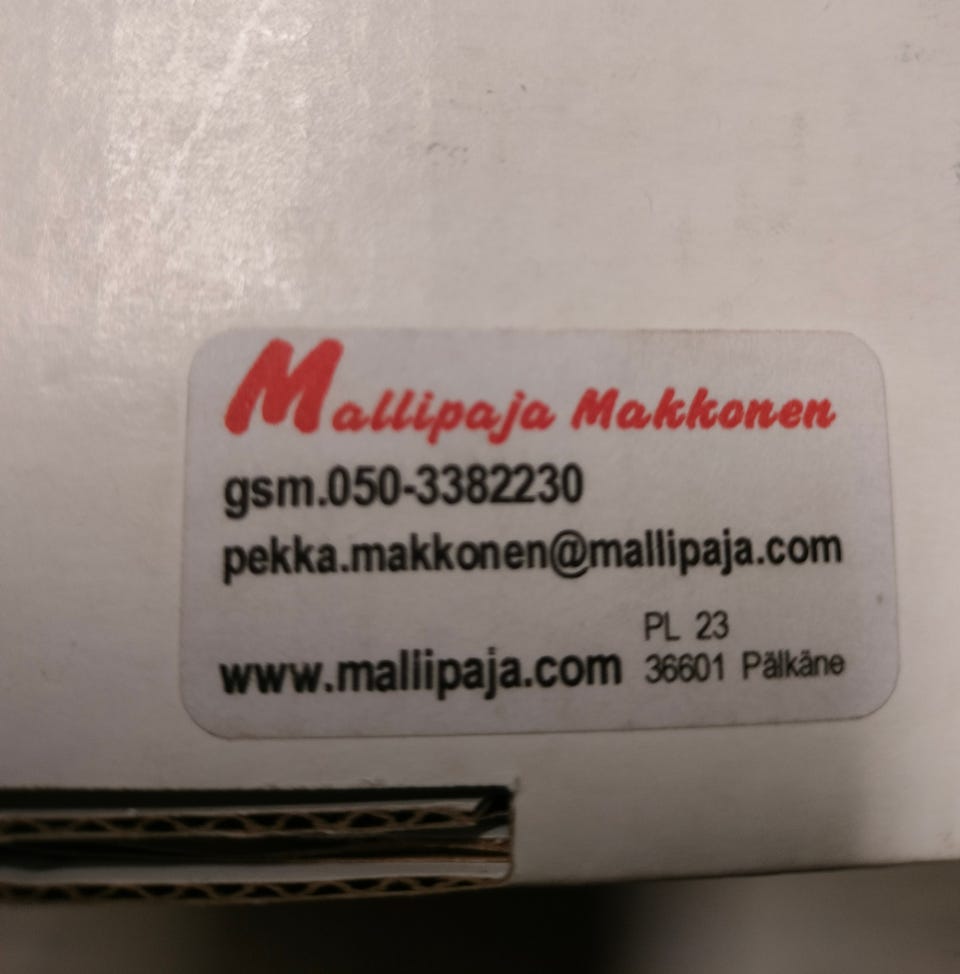 Mallipaja Makkonen
gsm.050-3382230
pekka.makkonen@mallipaja.com
PL 23
www.mallipaja.com 36601 Pälkäne